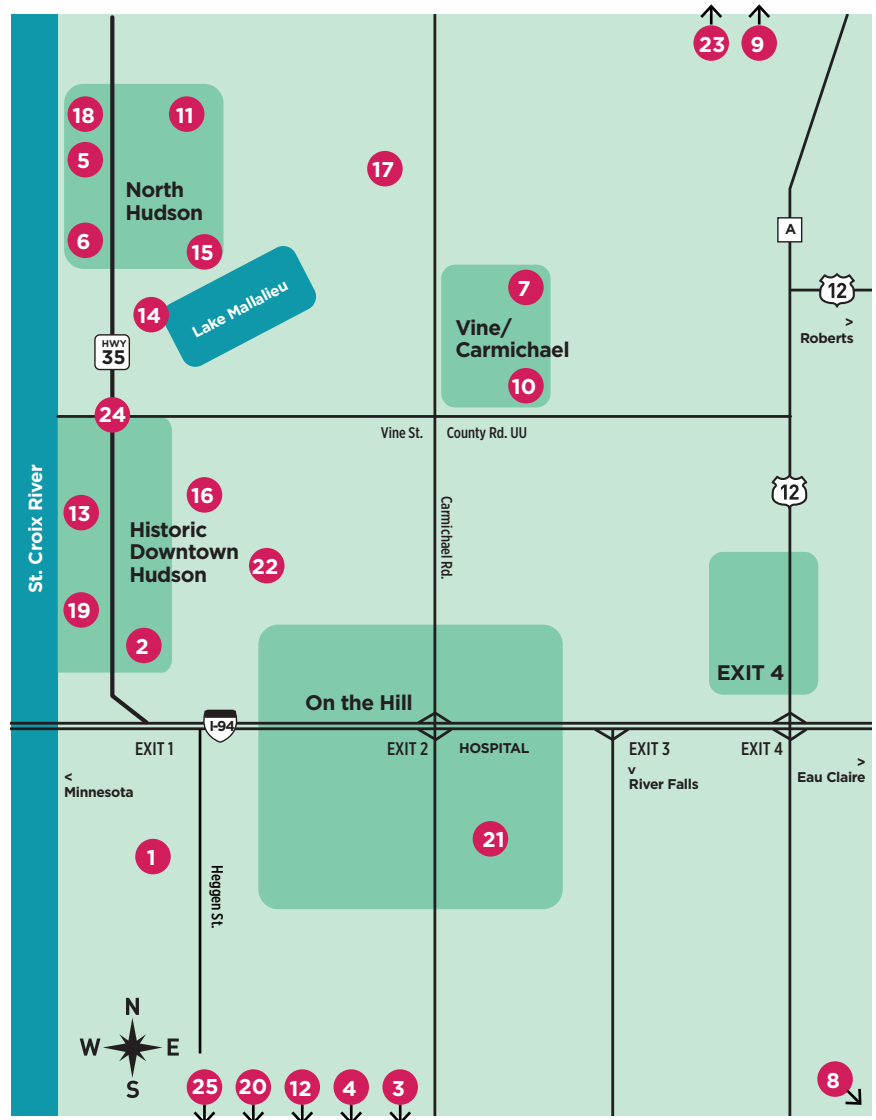 23
9
18
11
5
17
North
Hudson
6
15
A
7
12
14
Lake Mallalieu
Vine/
Carmichael
>
Roberts
HWY
35
10
24
Vine St.
County Rd. UU
St. Croix River
16
12
13
Historic
Downtown
Hudson
Carmichael Rd.
22
19
2
EXIT 4
On the Hill
I-94
EXIT 1
EXIT 2
HOSPITAL
EXIT 3
EXIT 4
<
Minnesota
v
River Falls
>
Eau Claire
21
1
Heggen St.
N
W
E
S
25
20
12
4
3
8